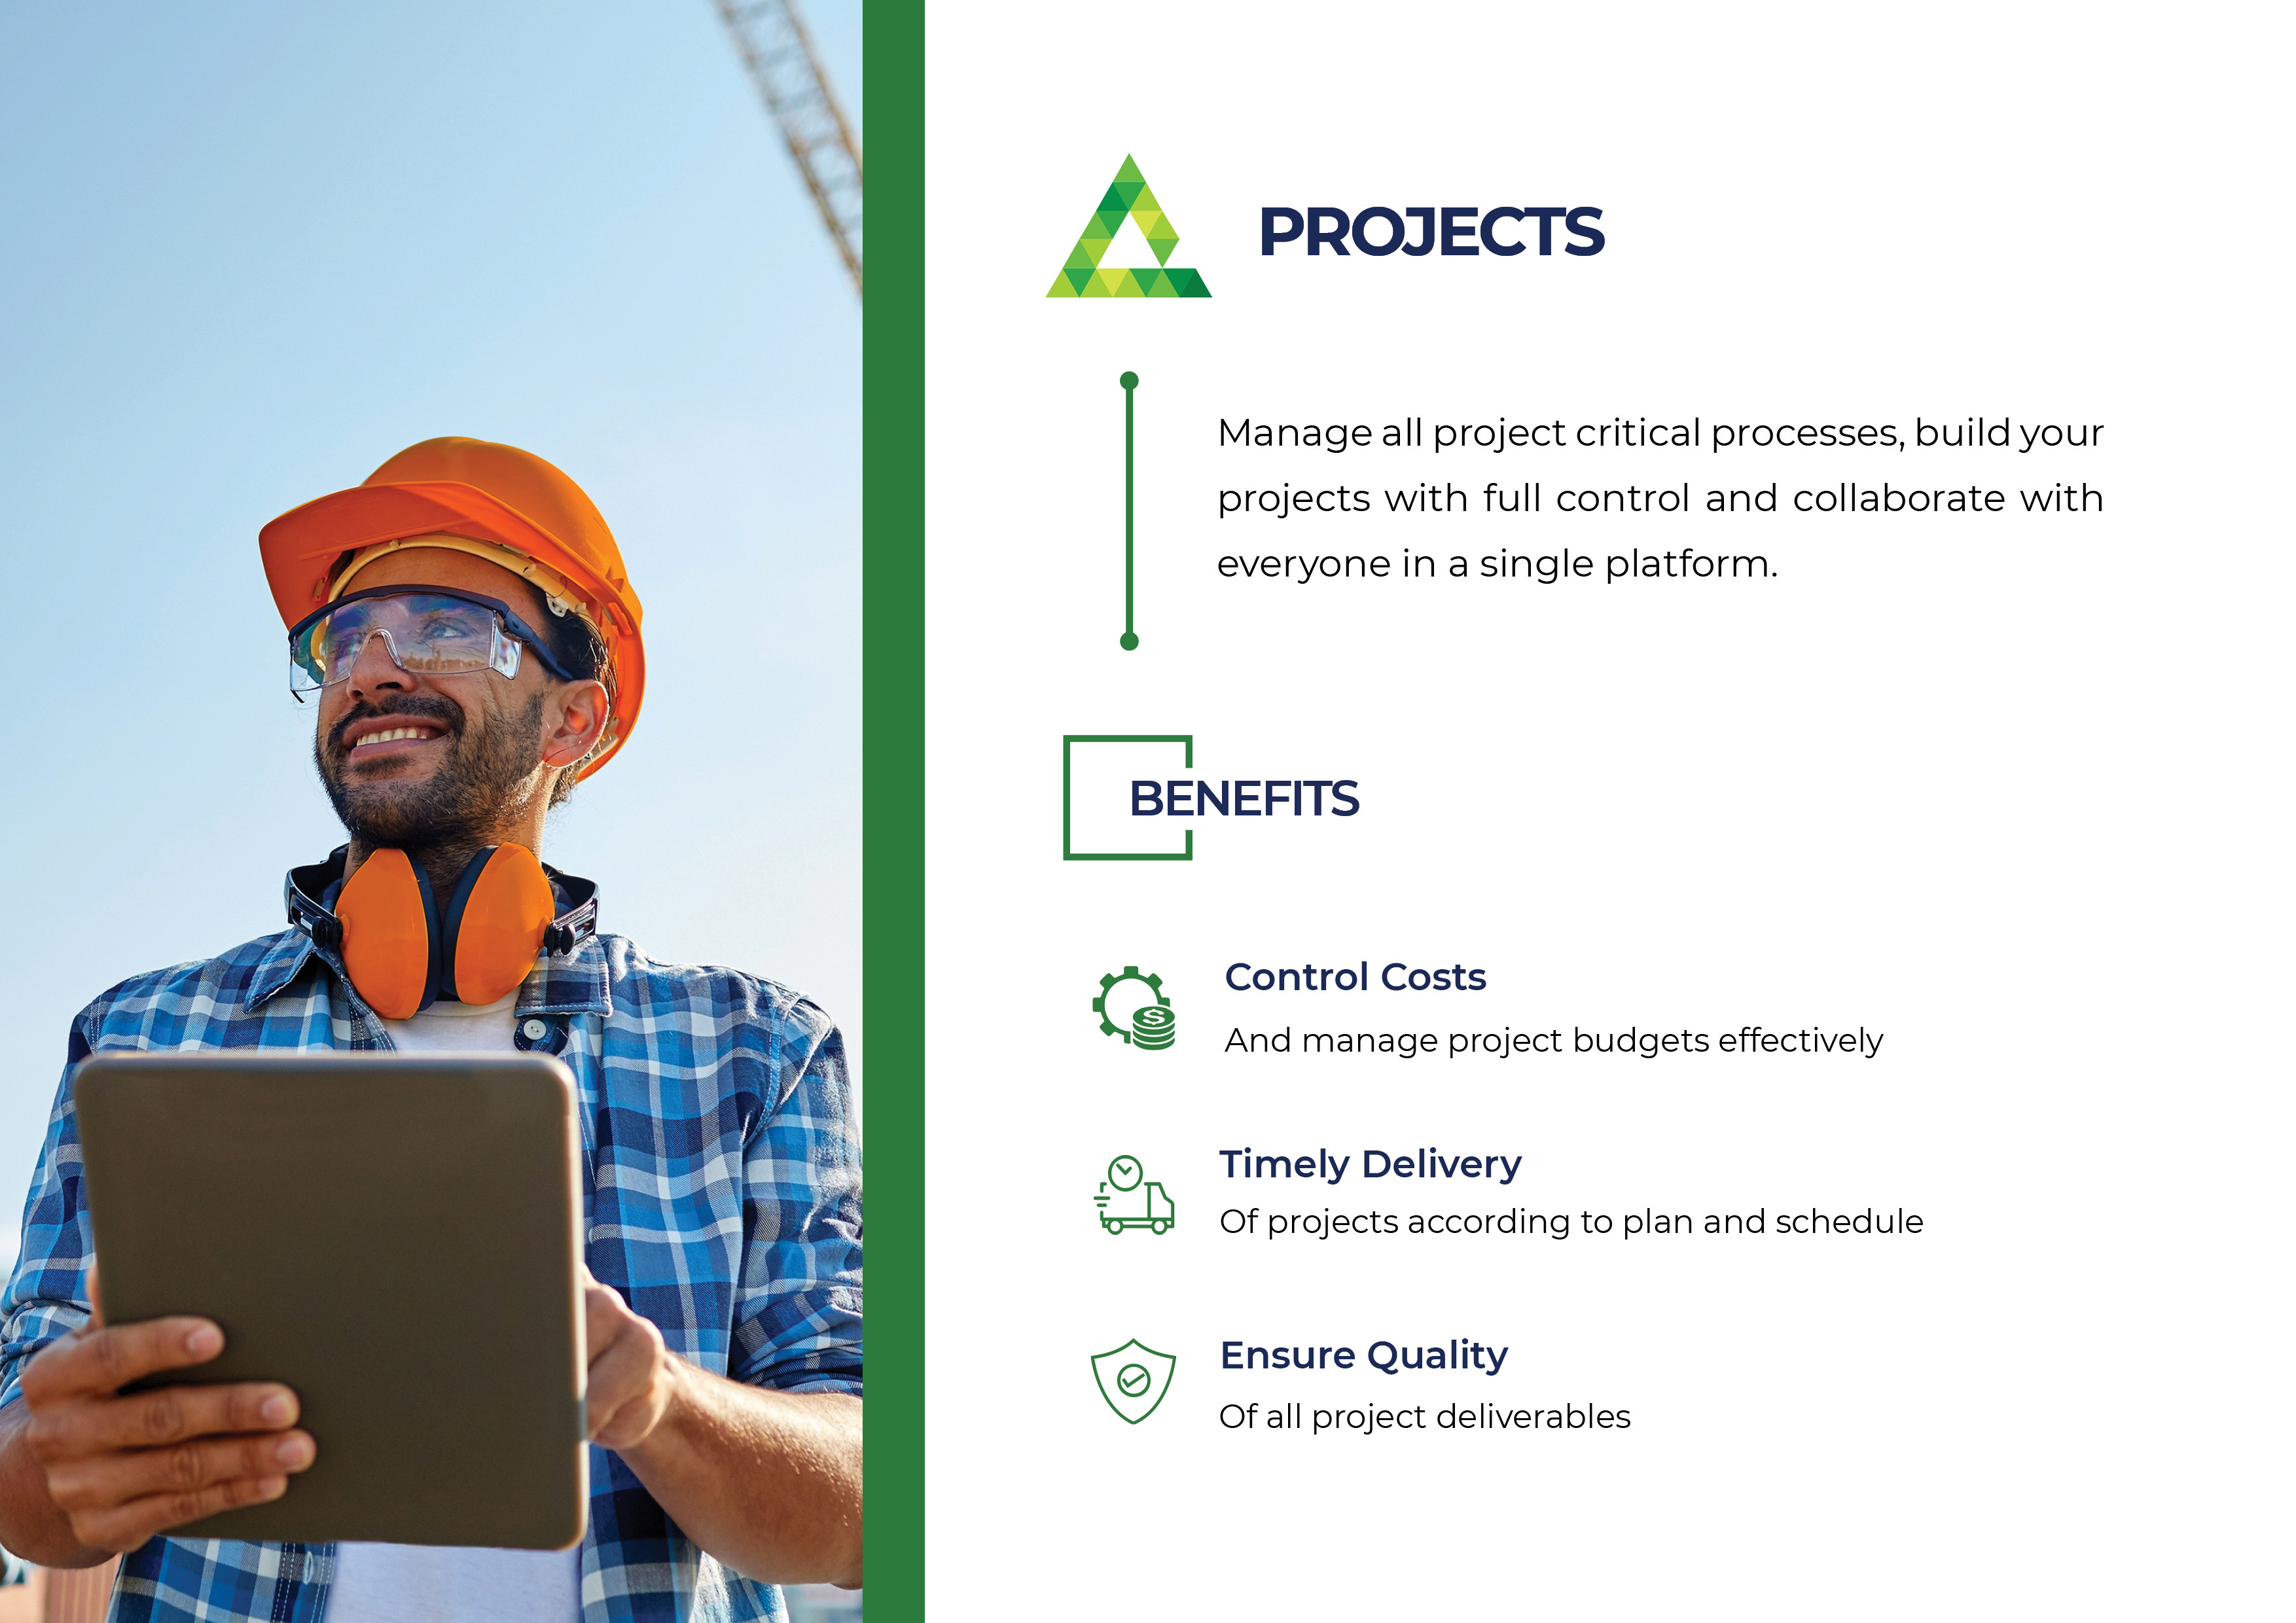 PROJECTS
Manage all project critical processes, build your
projects with full control and collaborate with
everyone in a single platform.
BENEFITS
Control Costs
And manage project budgets effectively
Timely Delivery
Of projects according to plan and schedule
Ensure Quality
Of all project deliverables